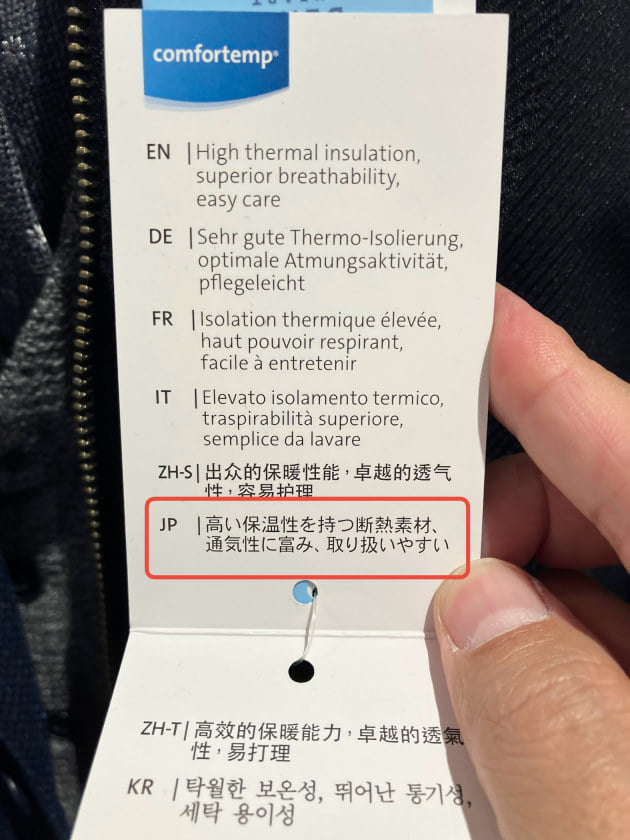 comfortemp®
EN | High thermal insulation,
superior breathability,
easy care
DE | Sehr gute Thermo-Isolierung,
optimale Atmungsaktivität,
pflegeleicht
FR | Isolation thermique élevée,
haut pouvoir respirant,
facile à entretenir
IT | Elevato isolamento termico,
traspirabilità superiore,
semplice da lavare
ZH-S | 出众的保暖性能，卓越的透气
性，容易护理
JP | 高い保温性を持つ断熱素材、
通気性に富み、取り扱いやすい
ZH-T | 高效的保暖能力，卓越的透氣
性，易打理
KR | 탁월한 보온성, 뛰어난 통기성,
세탁 용이성